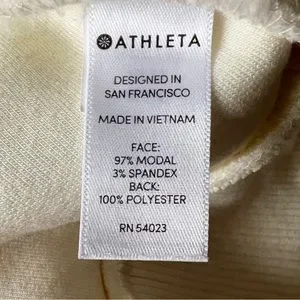 ATHLETA
DESIGNED IN
SAN FRANCISCO
MADE IN VIETNAM
FACE:
97% MODAL
3% SPANDEX
BACK:
100% POLYESTER
RN 54023